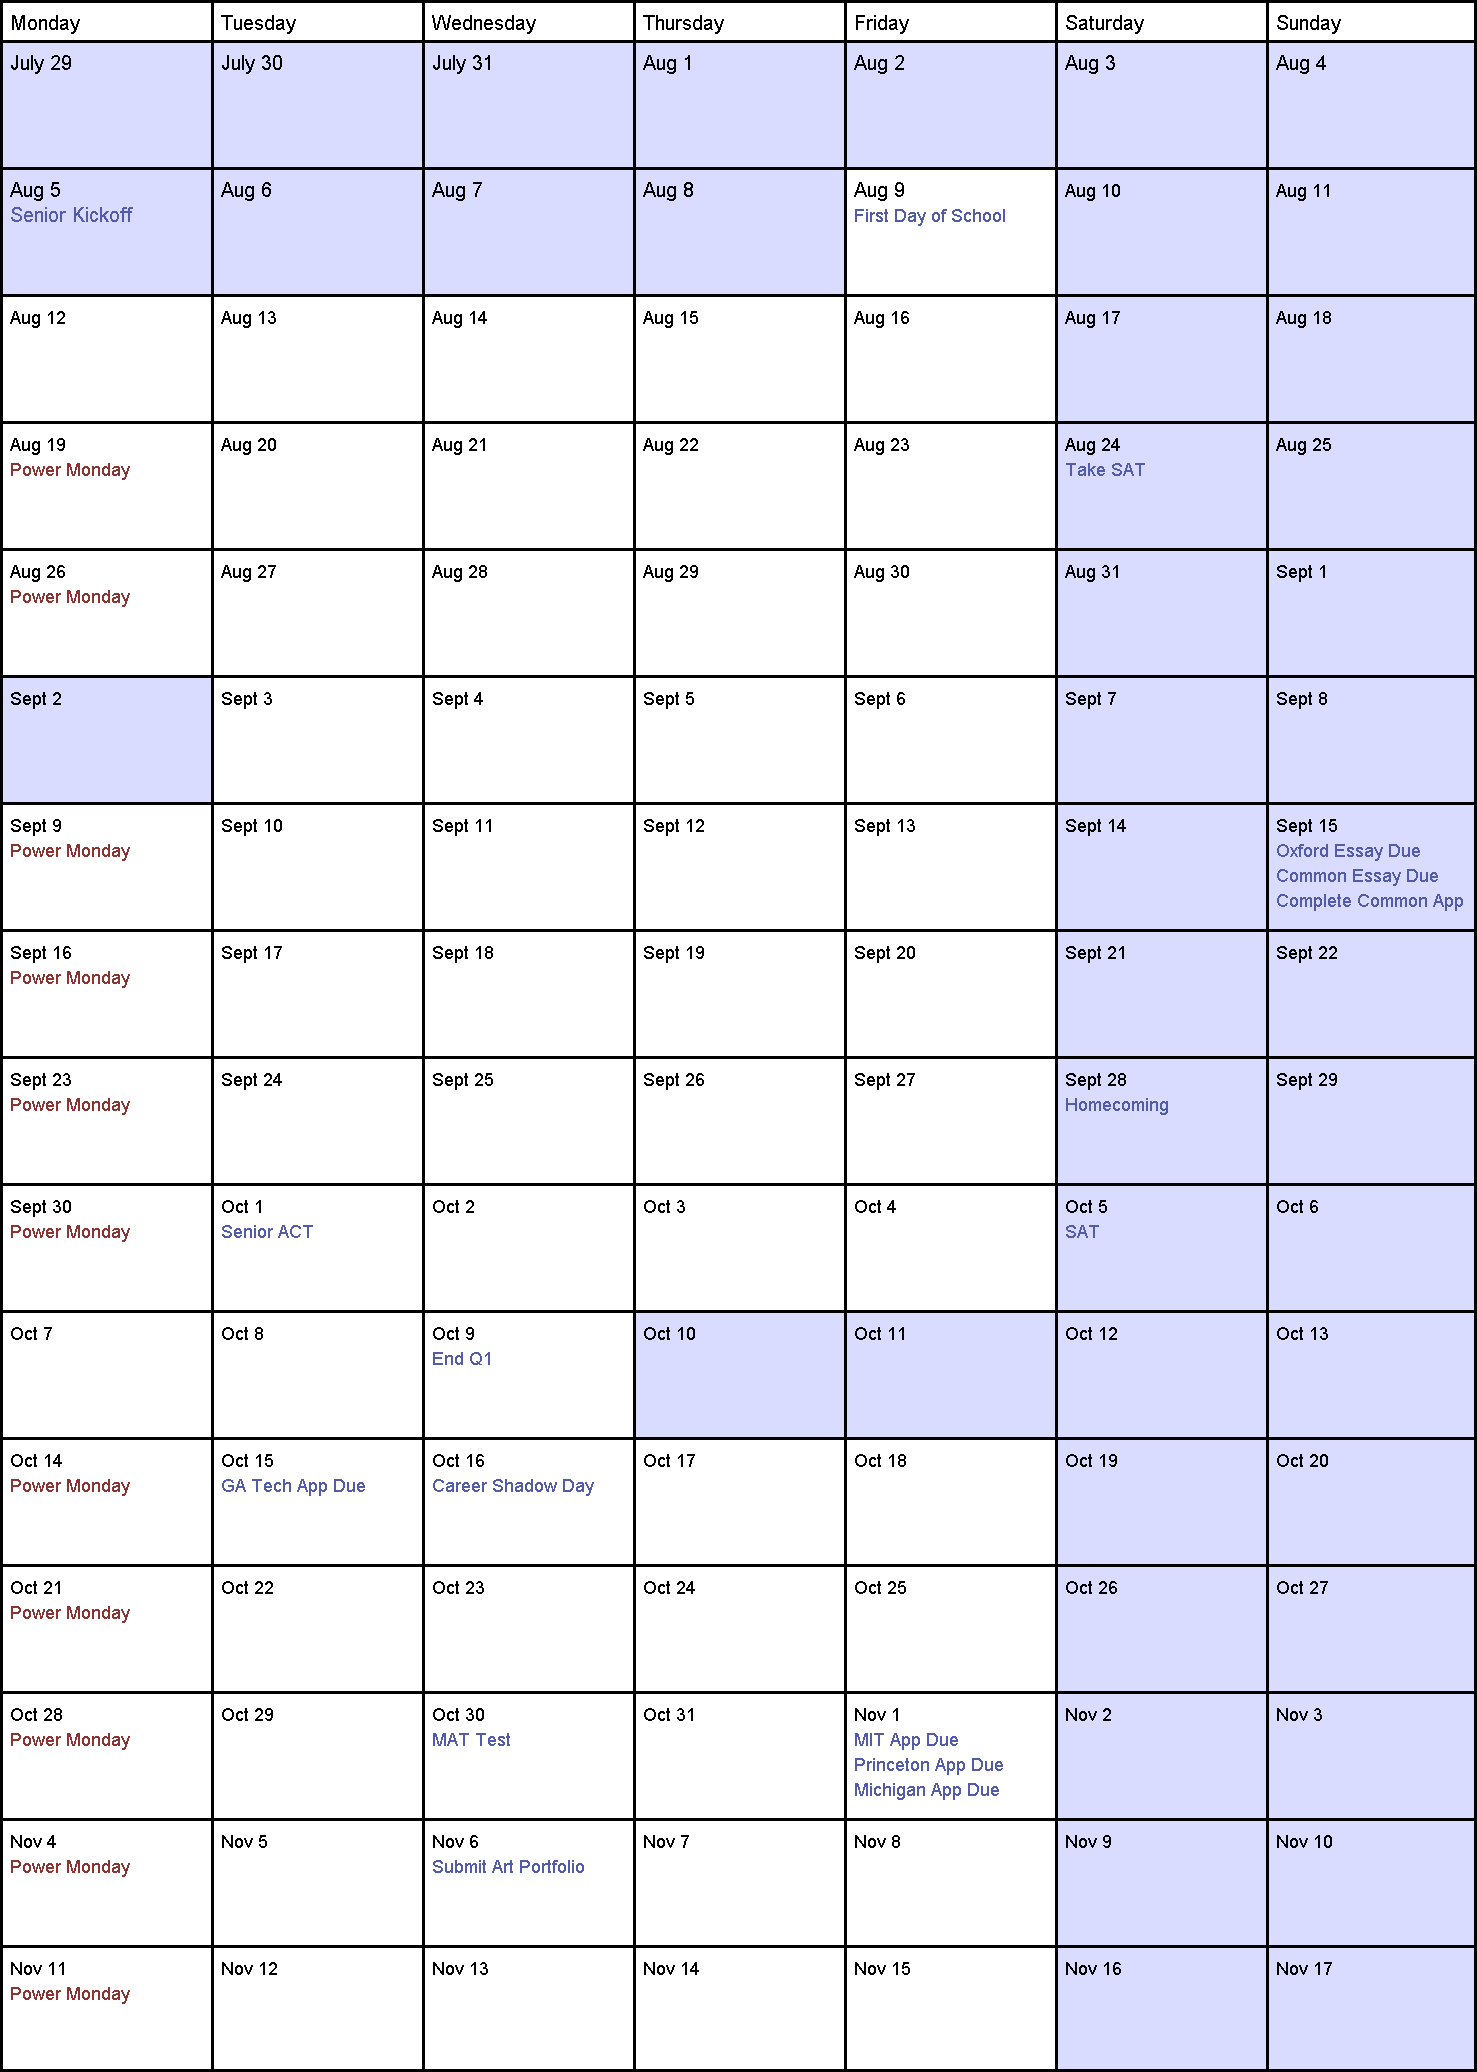 Monday Tuesday Wednesday Thursday Friday Saturday Sunday
July 29 July 30 July 31 Aug 1 Aug 2 Aug 3 Aug 4
Aug 5 Aug 6 Aug 7 Aug 8 Aug 9 Aug 10 Aug 11
Senior Kickoff First Day of School
Aug 12 Aug 13 Aug 14 Aug 15 Aug 16 Aug 17 Aug 18
Aug 19 Aug 20 Aug 21 Aug 22 Aug 23 Aug 24 Aug 25
Power Monday Take SAT
Aug 26 Aug 27 Aug 28 Aug 29 Aug 30 Aug 31 Sept 1
Power Monday
Sept 2 Sept 3 Sept 4 Sept 5 Sept 6 Sept 7 Sept 8
Sept 9 Sept 10 Sept 11 Sept 12 Sept 13 Sept 14 Sept 15
Power Monday Oxford Essay Due
Common Essay Due
Complete Common App
Sept 16 Sept 17 Sept 18 Sept 19 Sept 20 Sept 21 Sept 22
Power Monday
Sept 23 Sept 24 Sept 25 Sept 26 Sept 27 Sept 28 Sept 29
Power Monday Homecoming
Sept 30 Oct 1 Oct 2 Oct 3 Oct 4 Oct 5 Oct 6
Power Monday Senior ACT SAT
Oct 7 Oct 8 Oct 9 Oct 10 Oct 11 Oct 12 Oct 13
End Q1
Oct 14 Oct 15 Oct 16 Oct 17 Oct 18 Oct 19 Oct 20
Power Monday GA Tech App Due Career Shadow Day
Oct 21 Oct 22 Oct 23 Oct 24 Oct 25 Oct 26 Oct 27
Power Monday
Oct 28 Oct 29 Oct 30 Oct 31 Nov 1 Nov 2 Nov 3
Power Monday MAT Test MIT App Due
Princeton App Due
Michigan App Due
Nov 4 Nov 5 Nov 6 Nov 7 Nov 8 Nov 9 Nov 10
Power Monday Submit Art Portfolio
Nov 11 Nov 12 Nov 13 Nov 14 Nov 15 Nov 16 Nov 17
Power Monday